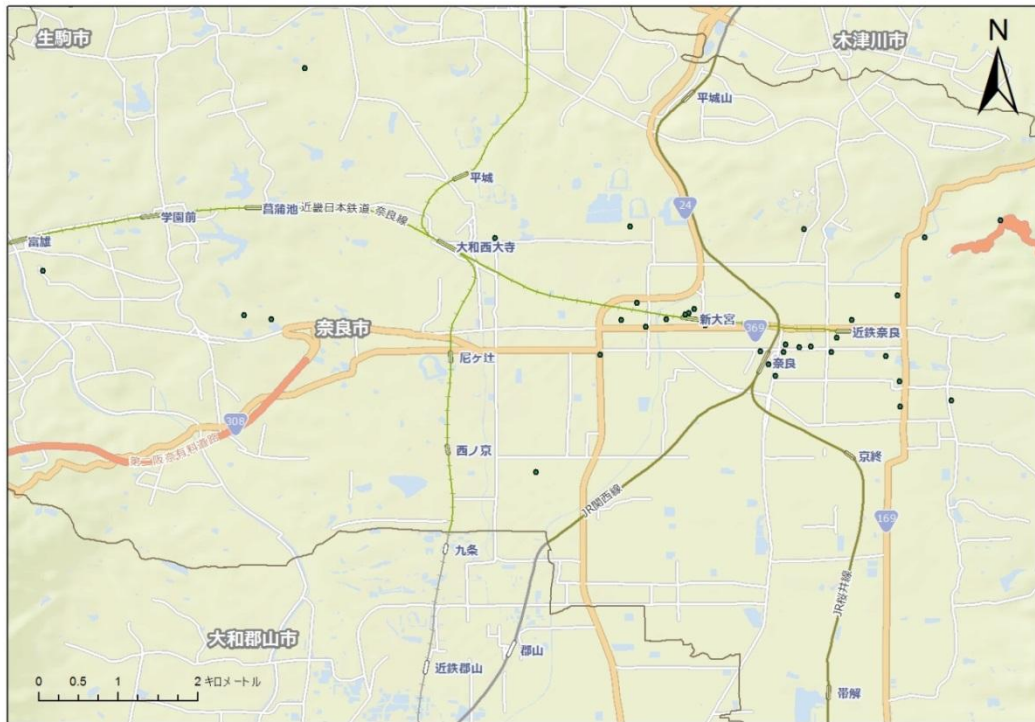 生駒市
木津川市
N
平城山
平城
24
学園前
菖蒲池
近畿日本鉄道 奈良線
富雄
大和西大寺
奈良市
新大宮
369
近鉄奈良
尼ヶ辻
奈良
308
第二阪奈有料道路
西ノ京
京終
JR関西線
169
九条
JR桜井線
大和郡山市
郡山
近鉄郡山
0 0.5 1 2 キロメートル
帯解